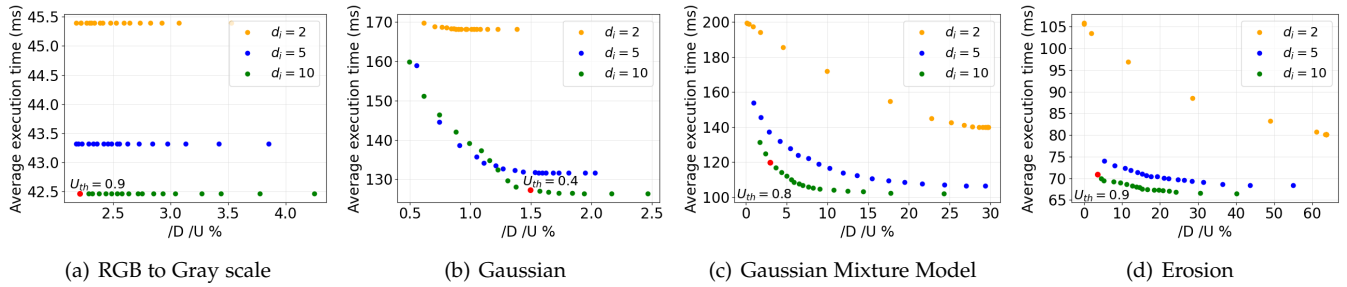 Average execution time (ms)
45.5
45.0
44.5
44.0
43.5
43.0
42.5
2.5
3.0
3.5
4.0
/D /U %
d_i = 2
d_i = 5
d_i = 10
U_th = 0.9
(a) RGB to Gray scale
Average execution time (ms)
170
160
150
140
130
0.5
1.0
1.5
2.0
2.5
/D /U %
d_i = 2
d_i = 5
d_i = 10
U_th = 0.4
(b) Gaussian
Average execution time (ms)
200
180
160
140
120
100
0
5
10
15
20
25
30
/D /U %
d_i = 2
d_i = 5
d_i = 10
U_th = 0.8
(c) Gaussian Mixture Model
Average execution time (ms)
105
100
95
90
85
80
75
70
65
0
10
20
30
40
50
60
/D /U %
d_i = 2
d_i = 5
d_i = 10
U_th = 0.9
(d) Erosion